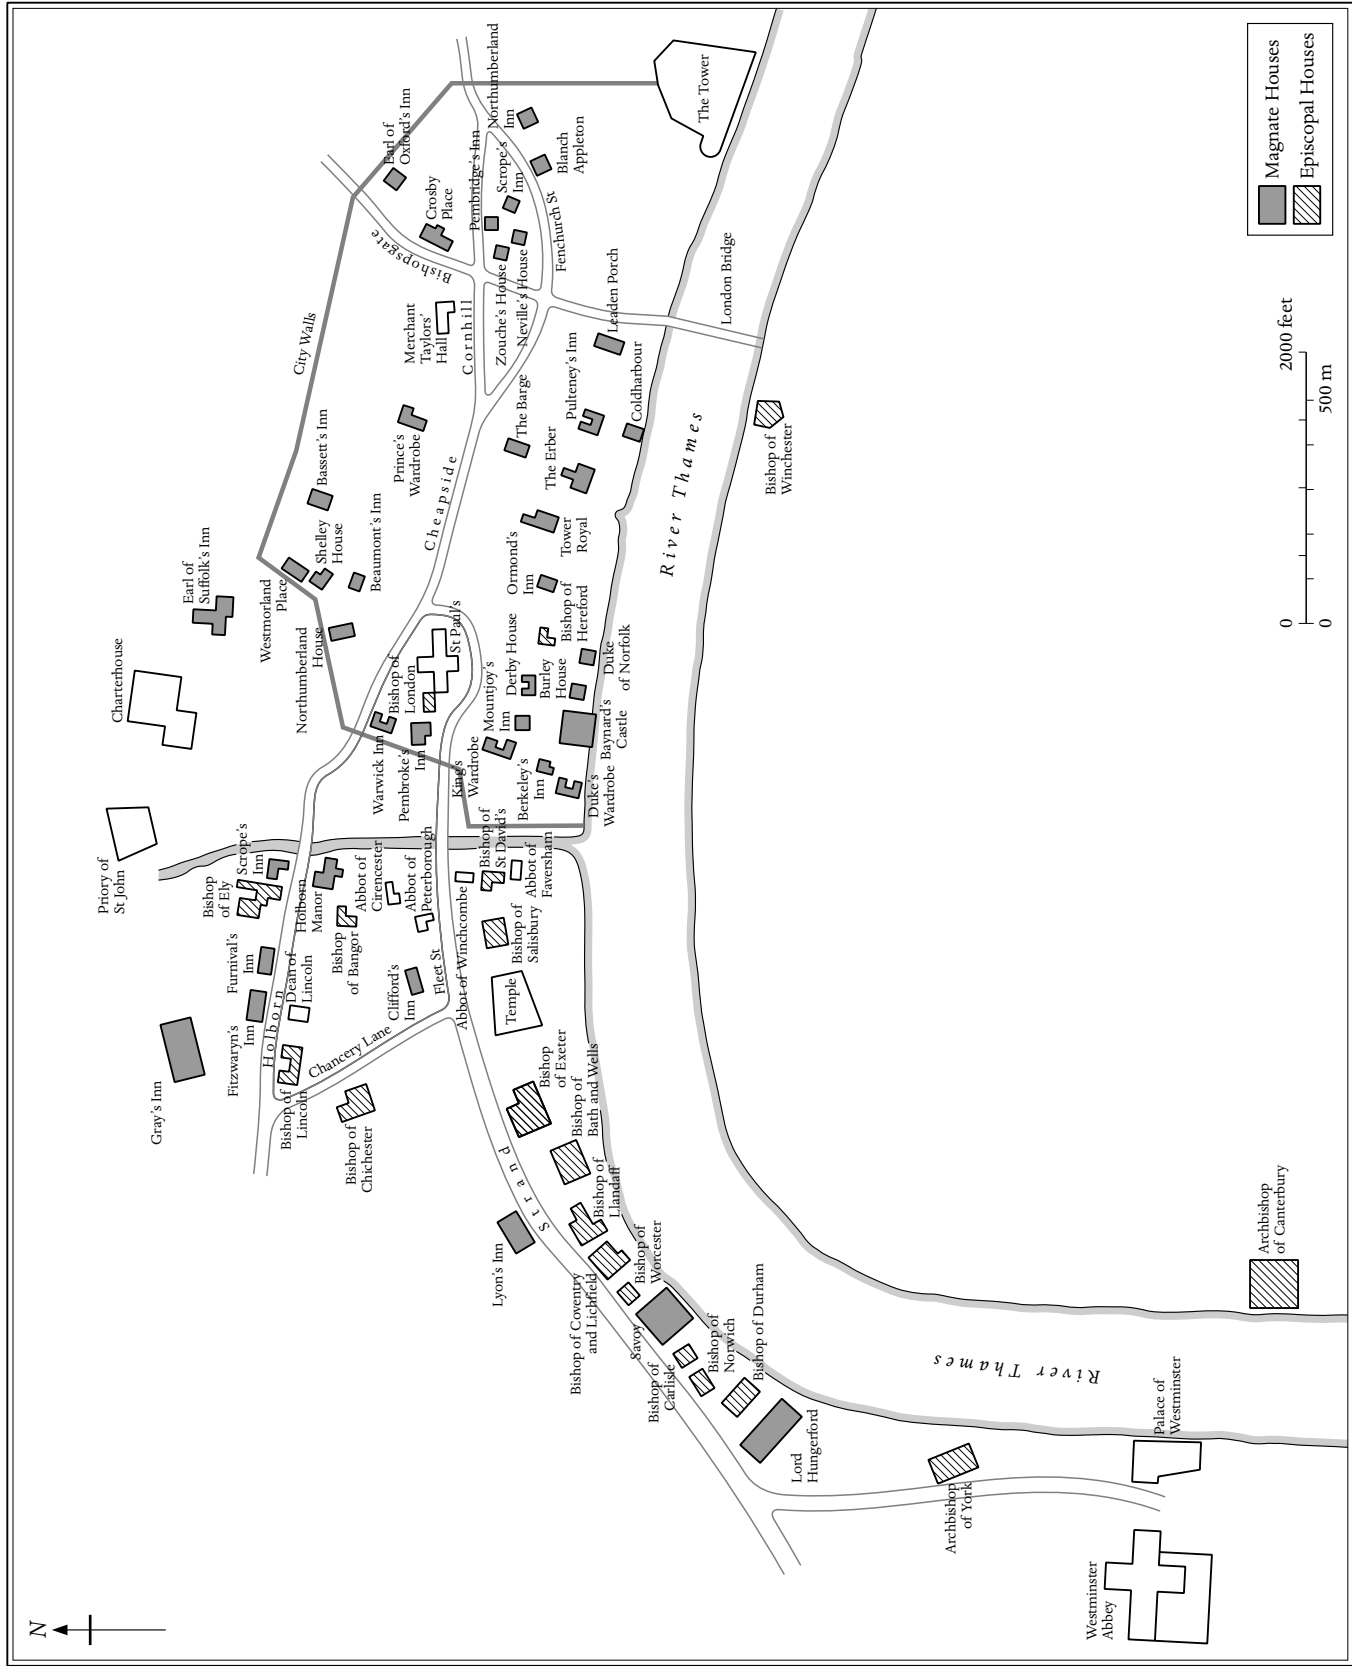 N
Charterhouse
Priory of
St John
Earl of
Suffolk's Inn
City Walls
Westmorland
Place
Shelley
House
Bassett's Inn
Beaumont's Inn
Northumberland
House
Prince's
Wardrobe
Merchant
Taylors'
Hall
Cornhill
Cheapside
Bishopsgate
Crosby
Place
Earl of
Oxford's Inn
Pembridge's Inn
Scrope's
Inn
Northumberland
Inn
Blanch
Appleton
Fenchurch St
Zouche's House
Neville's House
The Tower
Leaden Porch
London Bridge
Pulteney's Inn
Coldharbour
The Barge
The Erber
Tower
Royal
Ormond's
Inn
Bishop of
Hereford
Derby House
Burley
House
Duke
of Norfolk
Mountjoy's
Inn
Baynard's
Castle
St Paul's
Bishop of
London
Warwick Inn
Pembroke's
Inn
King's
Wardrobe
Berkeley's
Inn
Duke's
Wardrobe
Gray's Inn
Bishop
of Ely
Scrope's
Inn
Furnival's
Inn
Fitzwaryn's
Inn
Holborn
Holborn
Manor
Dean of
Lincoln
Bishop of
Lincoln
Chancery Lane
Bishop of
Chichester
Bishop
of Bangor
Abbot of
Cirencester
Abbot of
Peterborough
Clifford's
Inn
Fleet St
Abbot of Winchcombe
Bishop of
St David's
Abbot of
Faversham
Bishop of
Salisbury
Temple
Bishop
of Exeter
Bishop of
Bath and Wells
Strand
Lyon's Inn
Bishop of
Llandaff
Bishop of Coventry
and Lichfield
Bishop of
Worcester
Savoy
Bishop of
Carlisle
Bishop of
Norwich
Bishop of Durham
Lord
Hungerford
River Thames
Bishop of
Winchester
River Thames
Archbishop
of York
Palace of
Westminster
Westminster
Abbey
Archbishop
of Canterbury
0
2000 feet
0
500 m
Magnate Houses
Episcopal Houses